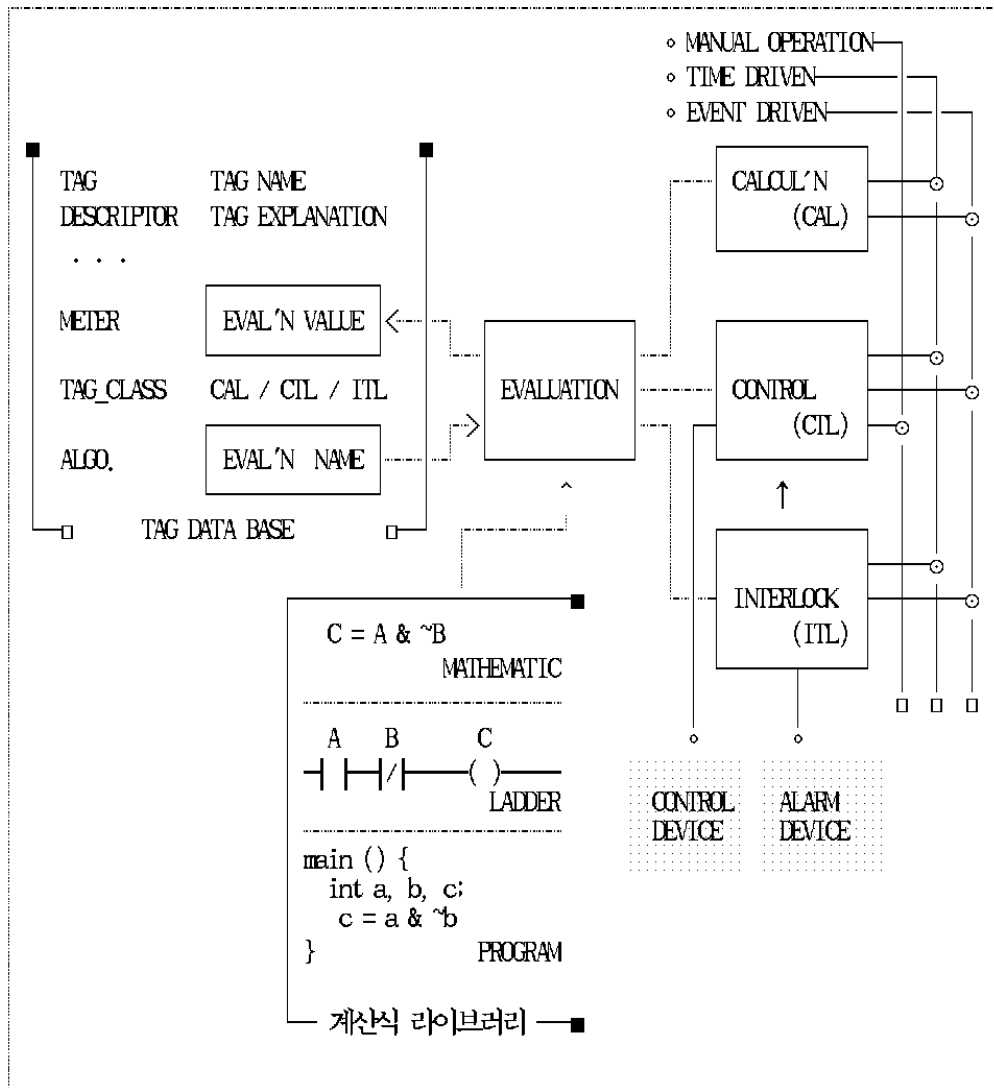 MANUAL OPERATION
TIME DRIVEN
EVENT DRIVEN
TAG TAG NAME
DESCRIPTOR TAG EXPLANATION
. . .
METER EVAL'N VALUE
TAG_CLASS CAL / CTL / ITL
ALGO. EVAL'N NAME
TAG DATA BASE
EVALUATION
CALCUL'N
(CAL)
CONTROL
(CTL)
INTERLOCK
(ITL)
CONTROL
DEVICE
ALARM
DEVICE
C = A & ~B
MATHEMATIC
A B C
LADDER
main () {
int a, b, c;
c = a & ~b
}
PROGRAM
계산식 라이브러리